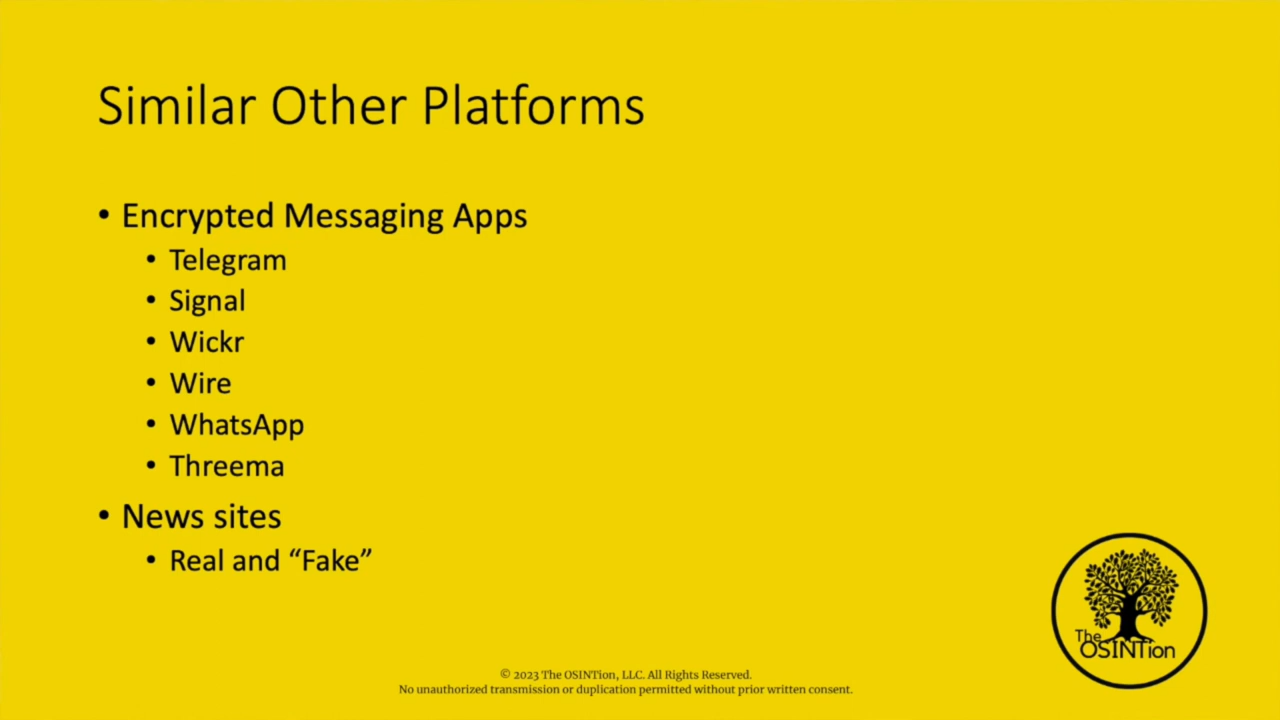 Similar Other Platforms
• Encrypted Messaging Apps
• Telegram
• Signal
• Wickr
• Wire
• WhatsApp
• Threema
• News sites
• Real and “Fake”
The
OSINTion
© 2023 The OSINTion, LLC. All Rights Reserved.
No unauthorized transmission or duplication permitted without prior written consent.